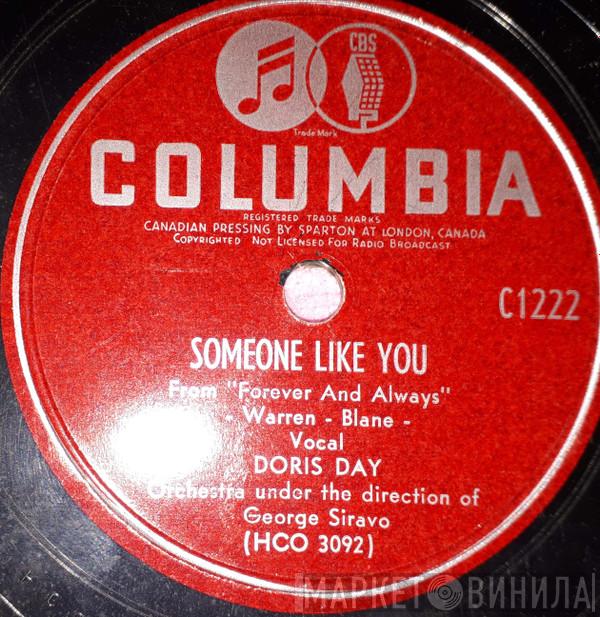 CBS
Trade Mark
COLUMBIA
REGISTERED TRADE MARKS
CANADIAN PRESSING BY SPARTON AT LONDON, CANADA
COPYRIGHTED NOT LICENSED FOR RADIO BROADCAST
C1222
SOMEONE LIKE YOU
From "Forever And Always"
- Warren - Blane -
Vocal
DORIS DAY
Orchestra under the direction of
George Siravo
(HCO 3092)
МАРКЕТ ВИНИЛА